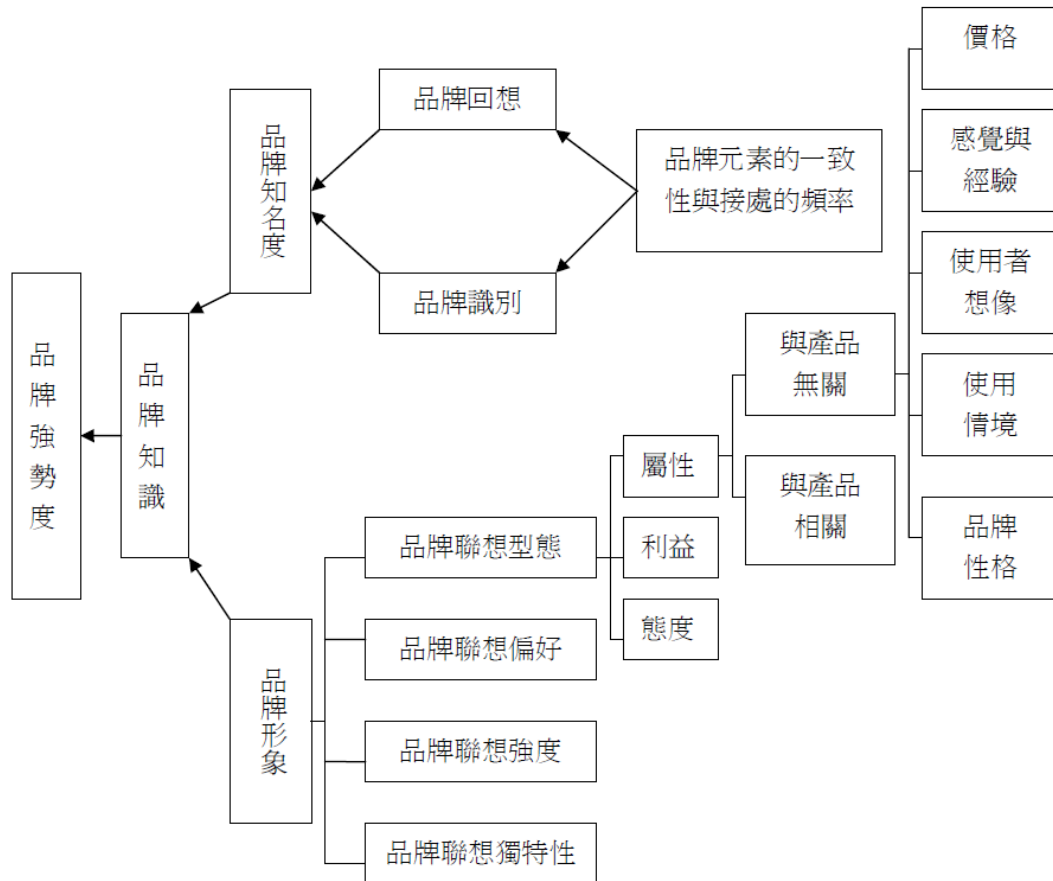 品牌強勢度
品牌知識
品牌知名度
品牌形象
品牌回想
品牌識別
品牌元素的一致
性與接處的頻率
品牌聯想型態
品牌聯想偏好
品牌聯想強度
品牌聯想獨特性
屬性
利益
態度
與產品
無關
與產品
相關
價格
感覺與
經驗
使用者
想像
使用
情境
品牌
性格